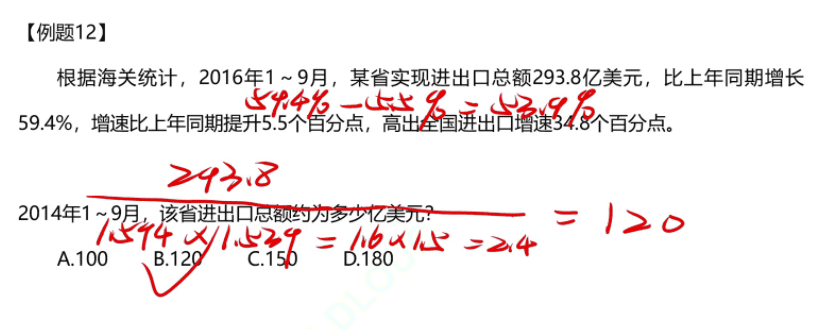 【例题12】
根据海关统计，2016年1～9月，某省实现进出口总额293.8亿美元，比上年同期增长
59.4% - 5.5% = 53.9%
59.4%，增速比上年同期提升5.5个百分点，高出全国进出口增速34.8个百分点。
293.8
2014年1～9月，该省进出口总额约为多少亿美元？
= 120
1.594 × 1.539 = 1.6 × 1.5 = 2.4
A.100 B.120 C.150 D.180